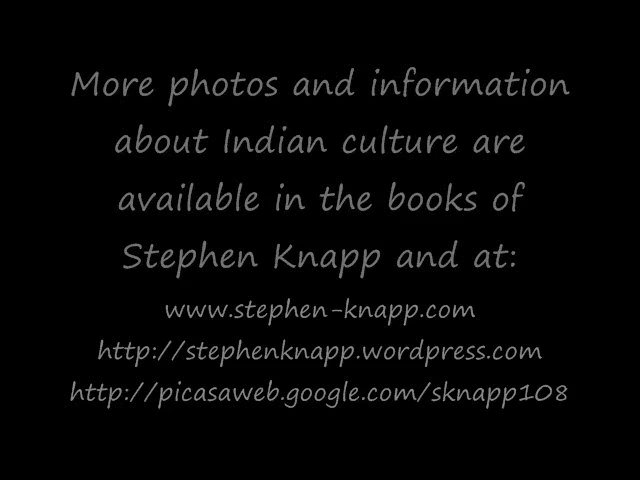 More photos and information
about Indian culture are
available in the books of
Stephen Knapp and at:
www.stephen-knapp.com
http://stephenknapp.wordpress.com
http://picasaweb.google.com/sknapp108